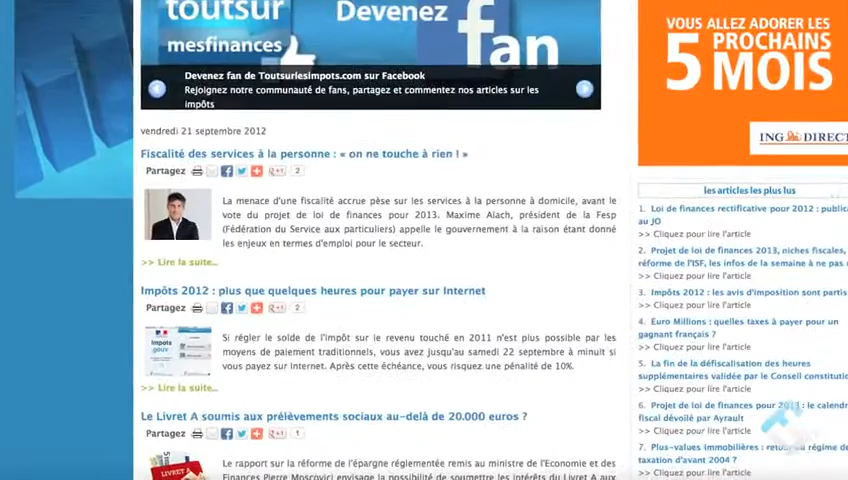 toutsur
mesfinances
Devenez
fan
Devenez fan de Toutsurlesimpots.com sur Facebook
Rejoignez notre communauté de fans, partagez et commentez nos articles sur les
impôts
VOUS ALLEZ ADORER LES
5 PROCHAINS
MOIS
ING DIRECT
vendredi 21 septembre 2012
Fiscalité des services à la personne : « on ne touche à rien ! »
Partagez
2
La menace d'une fiscalité accrue pèse sur les services à la personne à domicile, avant le
vote du projet de loi de finances pour 2013. Maxime Aiach, président de la Fesp
(Fédération du Service aux particuliers) appelle le gouvernement à la raison étant donné
les enjeux en termes d'emploi pour le secteur.
>> Lire la suite...
Impôts 2012 : plus que quelques heures pour payer sur Internet
Partagez
2
Impots
.gouv
Si régler le solde de l'impôt sur le revenu touché en 2011 n'est plus possible par les
moyens de paiement traditionnels, vous avez jusqu'au samedi 22 septembre à minuit si
vous payez sur Internet. Après cette échéance, vous risquez une pénalité de 10%.
>> Lire la suite...
Le Livret A soumis aux prélèvements sociaux au-delà de 20.000 euros ?
Partagez
1
LIVRET A
Le rapport sur la réforme de l'épargne réglementée remis au ministre de l'Economie et des
Finances Pierre Moscovici envisage la possibilité de soumettre les intérêts du Livret A aux
les articles les plus lus
1. Loi de finances rectificative pour 2012 :
au JO
>> Cliquez pour lire l'article
2. Projet de loi de finances 2013, niches fiscales,
réforme de l'ISF, les infos de la semaine à ne pas
>> Cliquez pour lire l'article
3. Impôts 2012 : les avis d'imposition sont partis
>> Cliquez pour lire l'article
4. Euro Millions : quelles taxes à payer pour un
gagnant français ?
>> Cliquez pour lire l'article
5. La fin de la défiscalisation des heures
supplémentaires validée par le Conseil
>> Cliquez pour lire l'article
6. Projet de loi de finances pour 2013 : le
fiscal dévoilé par Ayrault
>> Cliquez pour lire l'article
7. Plus-values immobilières : retour au régime de
taxation d'avant 2004 ?
>> Cliquez pour lire l'article